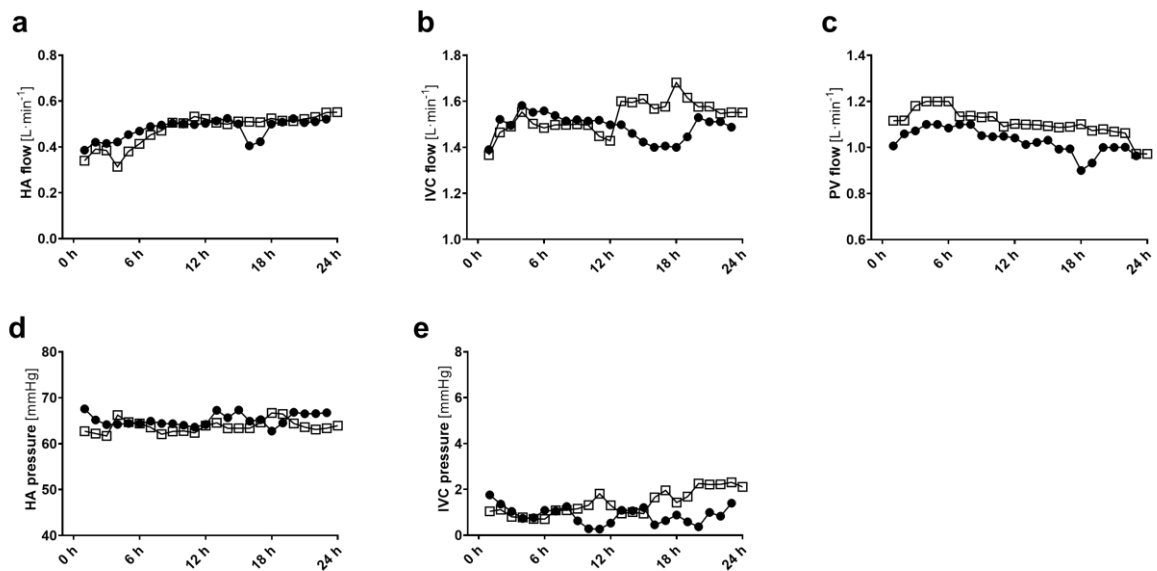 a
HA flow [L·min⁻¹]
0.8
0.6
0.4
0.2
0.0
0 h
6 h
12 h
18 h
24 h
b
IVC flow [L·min⁻¹]
1.8
1.6
1.4
1.2
1.0
0 h
6 h
12 h
18 h
24 h
c
PV flow [L·min⁻¹]
1.4
1.2
1.0
0.8
0.6
0 h
6 h
12 h
18 h
24 h
d
HA pressure [mmHg]
80
70
60
50
40
0 h
6 h
12 h
18 h
24 h
e
IVC pressure [mmHg]
8
6
4
2
0
0 h
6 h
12 h
18 h
24 h